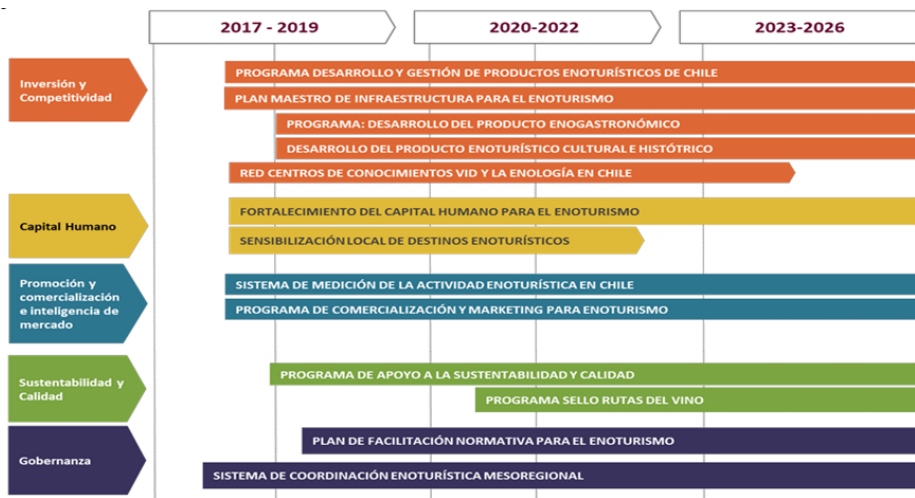 2017 - 2019
2020-2022
2023-2026
Inversión y
Competitividad
PROGRAMA DESARROLLO Y GESTIÓN DE PRODUCTOS ENOTURÍSTICOS DE CHILE
PLAN MAESTRO DE INFRAESTRUCTURA PARA EL ENOTURISMO
PROGRAMA: DESARROLLO DEL PRODUCTO ENOGASTRONÓMICO
DESARROLLO DEL PRODUCTO ENOTURÍSTICO CULTURAL E HISTÓTRICO
RED CENTROS DE CONOCIMIENTOS VID Y LA ENOLOGÍA EN CHILE
Capital Humano
FORTALECIMIENTO DEL CAPITAL HUMANO PARA EL ENOTURISMO
SENSIBILIZACIÓN LOCAL DE DESTINOS ENOTURÍSTICOS
Promoción y
comercialización
e inteligencia de
mercado
SISTEMA DE MEDICIÓN DE LA ACTIVIDAD ENOTURÍSTICA EN CHILE
PROGRAMA DE COMERCIALIZACIÓN Y MARKETING PARA ENOTURISMO
Sustentabilidad y
Calidad
PROGRAMA DE APOYO A LA SUSTENTABILIDAD Y CALIDAD
PROGRAMA SELLO RUTAS DEL VINO
Gobernanza
PLAN DE FACILITACIÓN NORMATIVA PARA EL ENOTURISMO
SISTEMA DE COORDINACIÓN ENOTURÍSTICA MESOREGIONAL